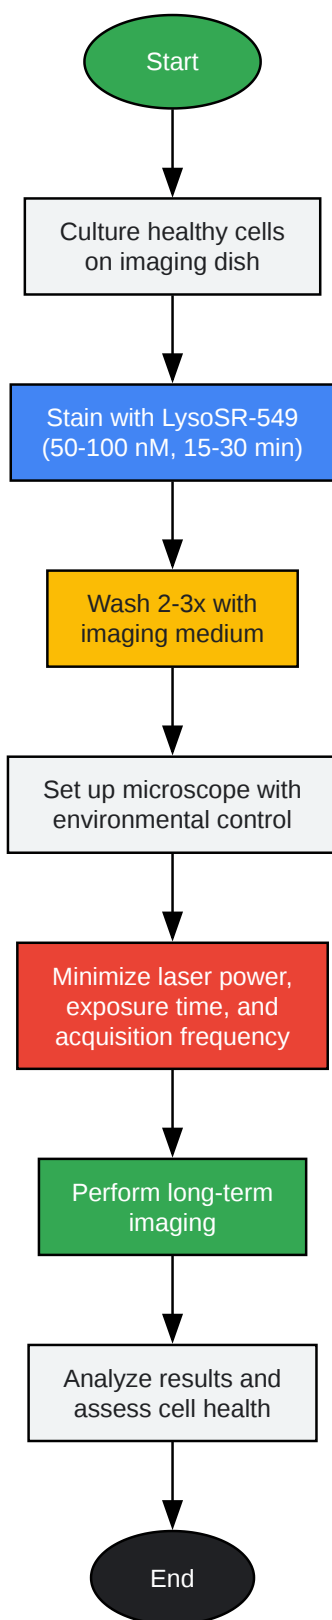 Start
Culture healthy cells
on imaging dish
Stain with LysoSR-549
(50-100 nM, 15-30 min)
Wash 2-3x with
imaging medium
Set up microscope with
environmental control
Minimize laser power,
exposure time, and
acquisition frequency
Perform long-term
imaging
Analyze results and
assess cell health
End